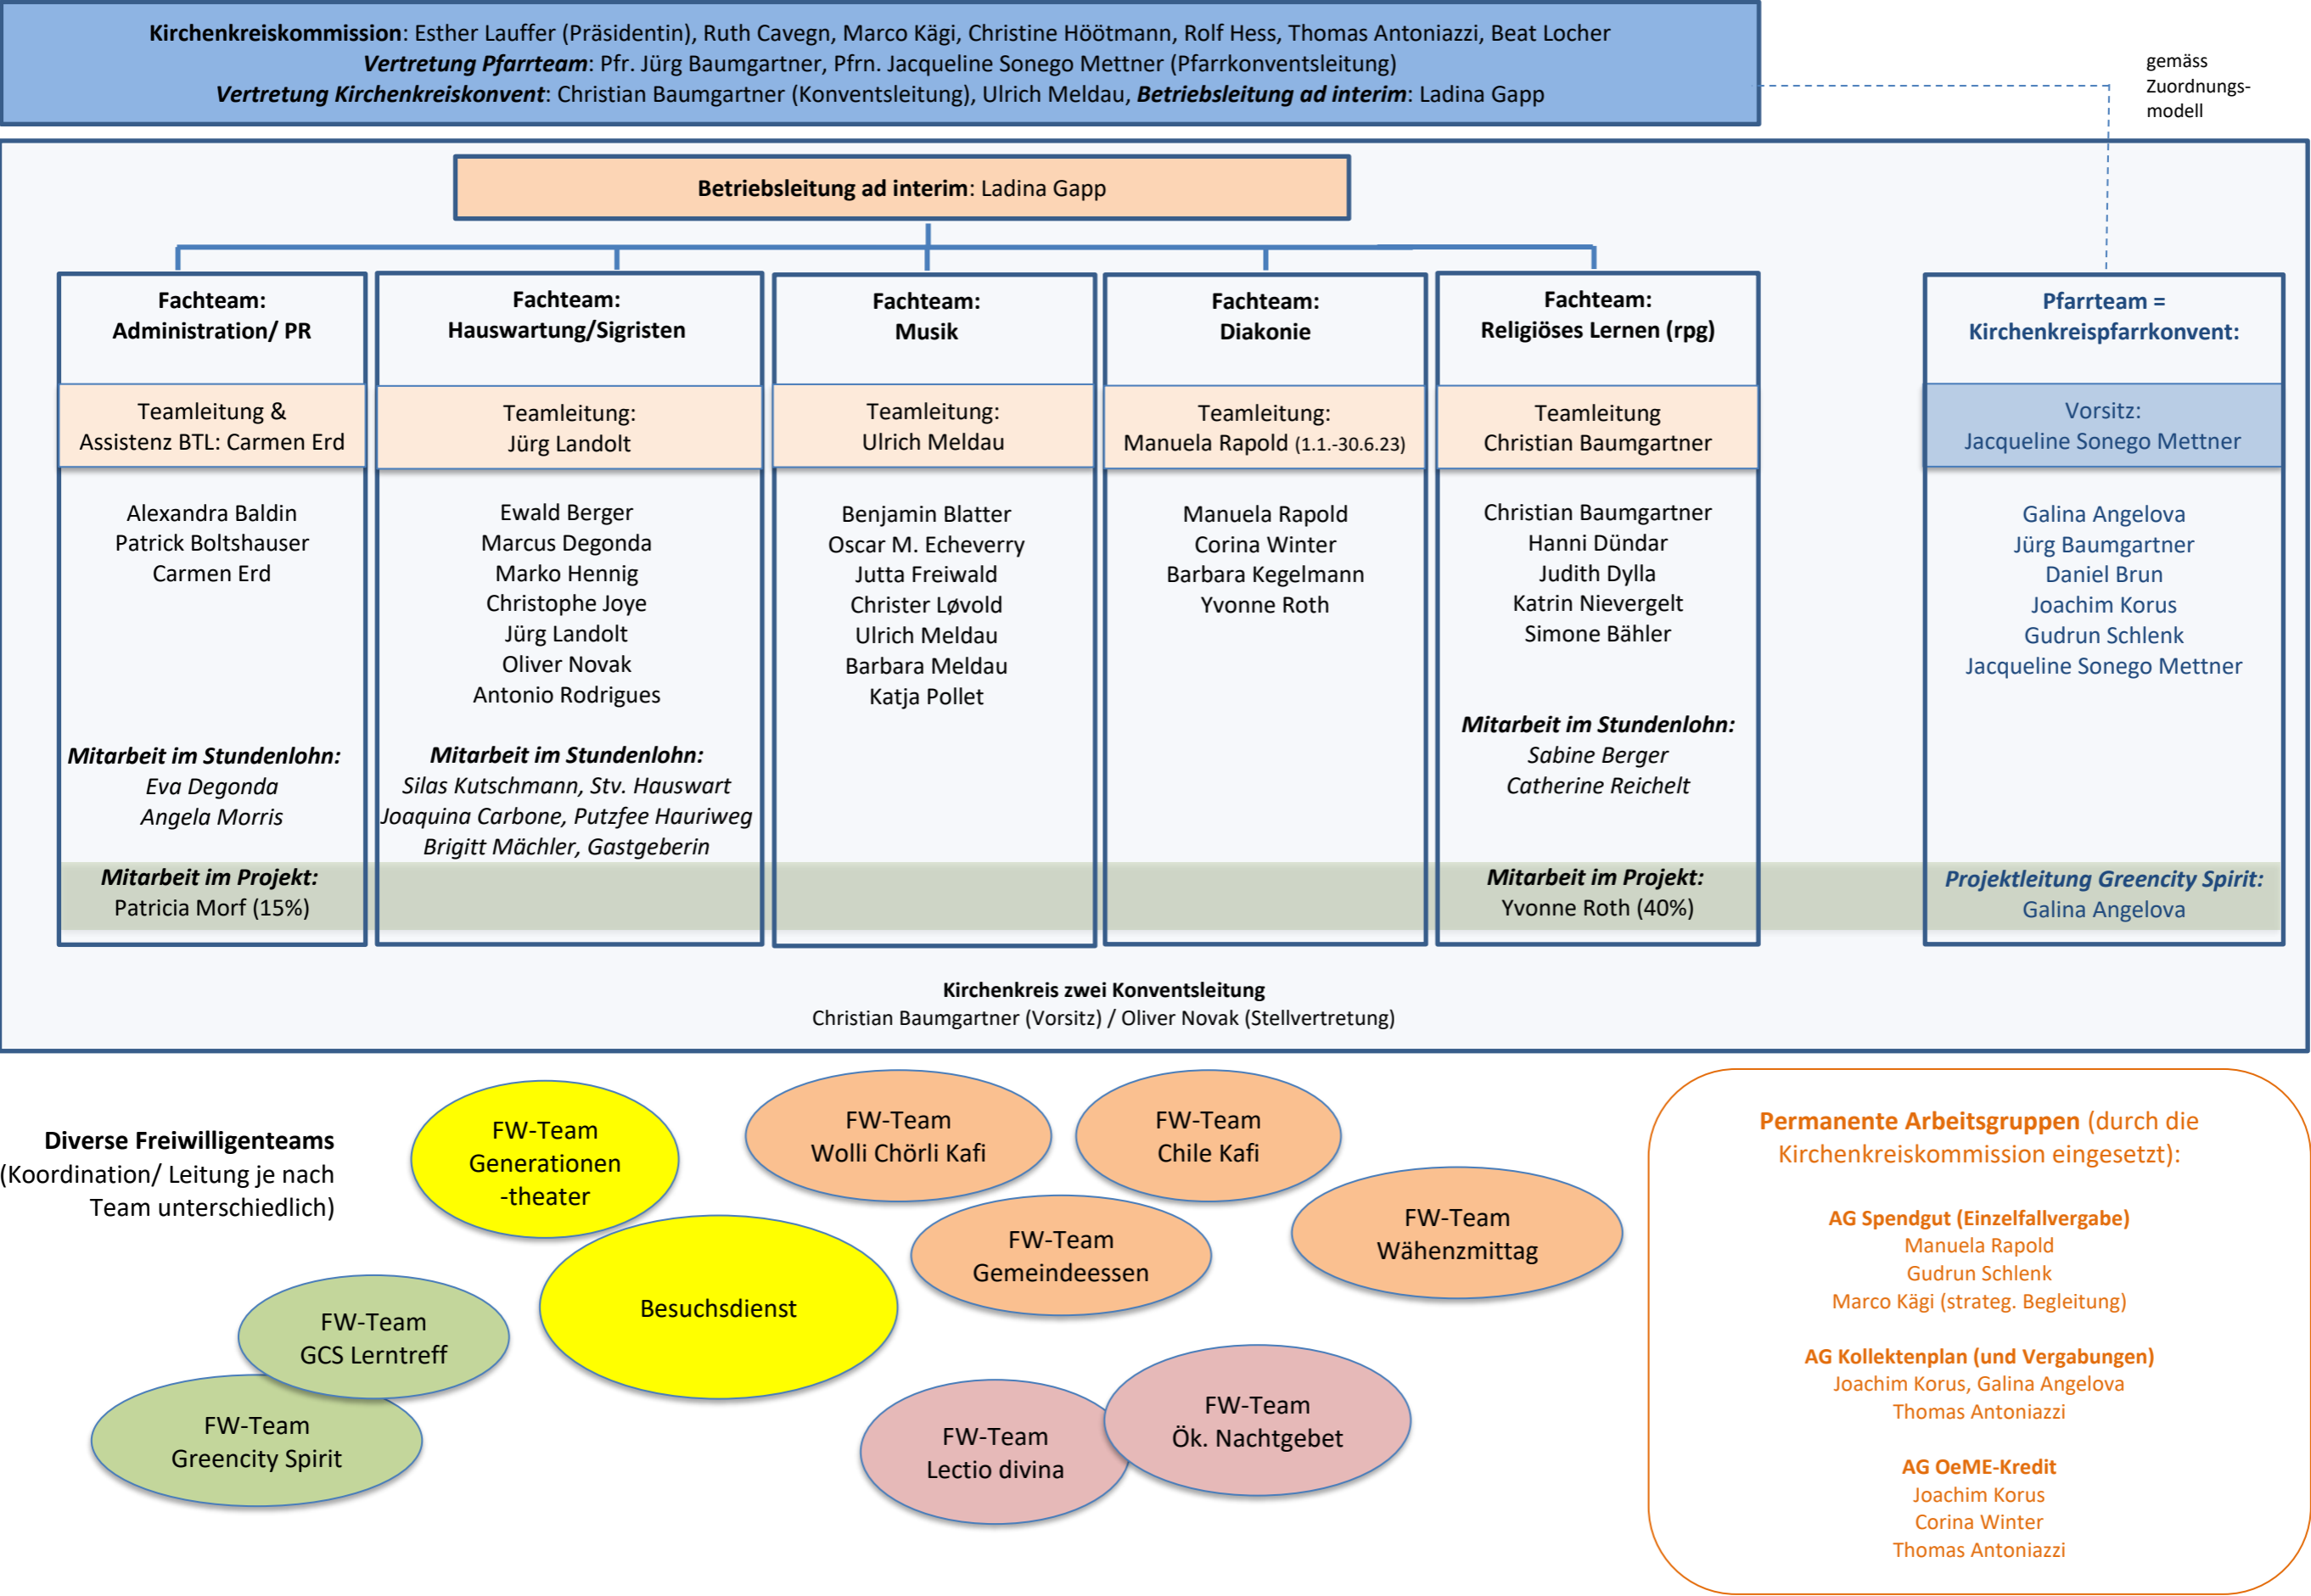 Kirchenkreiskommission: Esther Lauffer (Präsidentin), Ruth Cavegn, Marco Kägi, Christine Höötmann, Rolf Hess, Thomas Antoniazzi, Beat Locher
Vertretung Pfarrteam: Pfr. Jürg Baumgartner, Pfrn. Jacqueline Sonego Mettner (Pfarrkonventsleitung)
Vertretung Kirchenkreiskonvent: Christian Baumgartner (Konventsleitung), Ulrich Meldau, Betriebsleitung ad interim: Ladina Gapp
gemäss
Zuordnungs-
modell
Betriebsleitung ad interim: Ladina Gapp
Fachteam:
Administration/ PR
Teamleitung &
Assistenz BTL: Carmen Erd
Alexandra Baldin
Patrick Boltshauser
Carmen Erd
Mitarbeit im Stundenlohn:
Eva Degonda
Angela Morris
Mitarbeit im Projekt:
Patricia Morf (15%)
Fachteam:
Hauswartung/Sigristen
Teamleitung:
Jürg Landolt
Ewald Berger
Marcus Degonda
Marko Hennig
Christophe Joye
Jürg Landolt
Oliver Novak
Antonio Rodrigues
Mitarbeit im Stundenlohn:
Silas Kutschmann, Stv. Hauswart
Joaquina Carbone, Putzfee Hauriweg
Brigitt Mächler, Gastgeberin
Fachteam:
Musik
Teamleitung:
Ulrich Meldau
Benjamin Blatter
Oscar M. Echeverry
Jutta Freiwald
Christer Løvold
Ulrich Meldau
Barbara Meldau
Katja Pollet
Fachteam:
Diakonie
Teamleitung:
Manuela Rapold (1.1.-30.6.23)
Manuela Rapold
Corina Winter
Barbara Kegelmann
Yvonne Roth
Fachteam:
Religiöses Lernen (rpg)
Teamleitung
Christian Baumgartner
Christian Baumgartner
Hanni Dündar
Judith Dylla
Katrin Nievergelt
Simone Bähler
Mitarbeit im Stundenlohn:
Sabine Berger
Catherine Reichelt
Mitarbeit im Projekt:
Yvonne Roth (40%)
Pfarrteam =
Kirchenkreispfarrkonvent:
Vorsitz:
Jacqueline Sonego Mettner
Galina Angelova
Jürg Baumgartner
Daniel Brun
Joachim Korus
Gudrun Schlenk
Jacqueline Sonego Mettner
Projektleitung Greencity Spirit:
Galina Angelova
Kirchenkreis zwei Konventsleitung
Christian Baumgartner (Vorsitz) / Oliver Novak (Stellvertretung)
Diverse Freiwilligenteams
(Koordination/ Leitung je nach
Team unterschiedlich)
FW-Team
Generationen
-theater
FW-Team
Wolli Chörli Kafi
FW-Team
Chile Kafi
FW-Team
Gemeindeessen
FW-Team
Wähenzmittag
Besuchsdienst
FW-Team
GCS Lerntreff
FW-Team
Greencity Spirit
FW-Team
Lectio divina
FW-Team
Ök. Nachtgebet
Permanente Arbeitsgruppen (durch die
Kirchenkreiskommission eingesetzt):
AG Spendgut (Einzelfallvergabe)
Manuela Rapold
Gudrun Schlenk
Marco Kägi (strateg. Begleitung)
AG Kollektenplan (und Vergabungen)
Joachim Korus, Galina Angelova
Thomas Antoniazzi
AG OeME-Kredit
Joachim Korus
Corina Winter
Thomas Antoniazzi